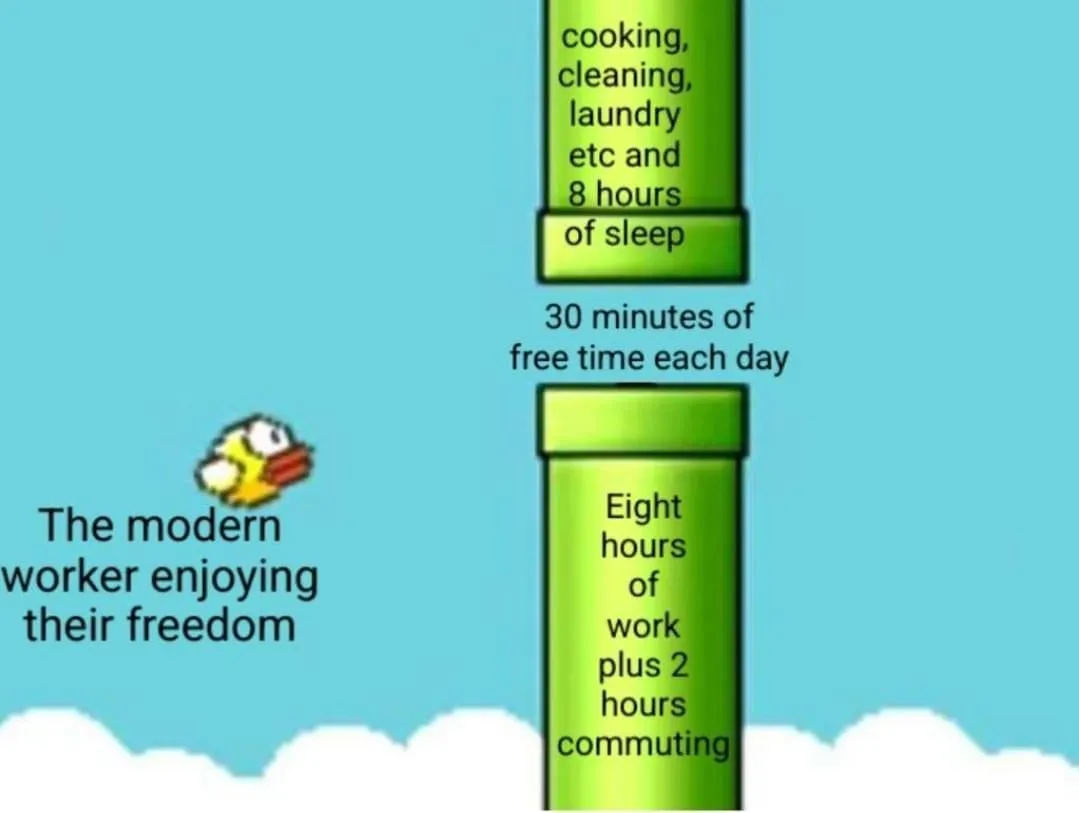 cooking,
cleaning,
laundry
etc and
8 hours
of sleep
30 minutes of
free time each day
The modern
worker enjoying
their freedom
Eight
hours
of
work
plus 2
hours
commuting